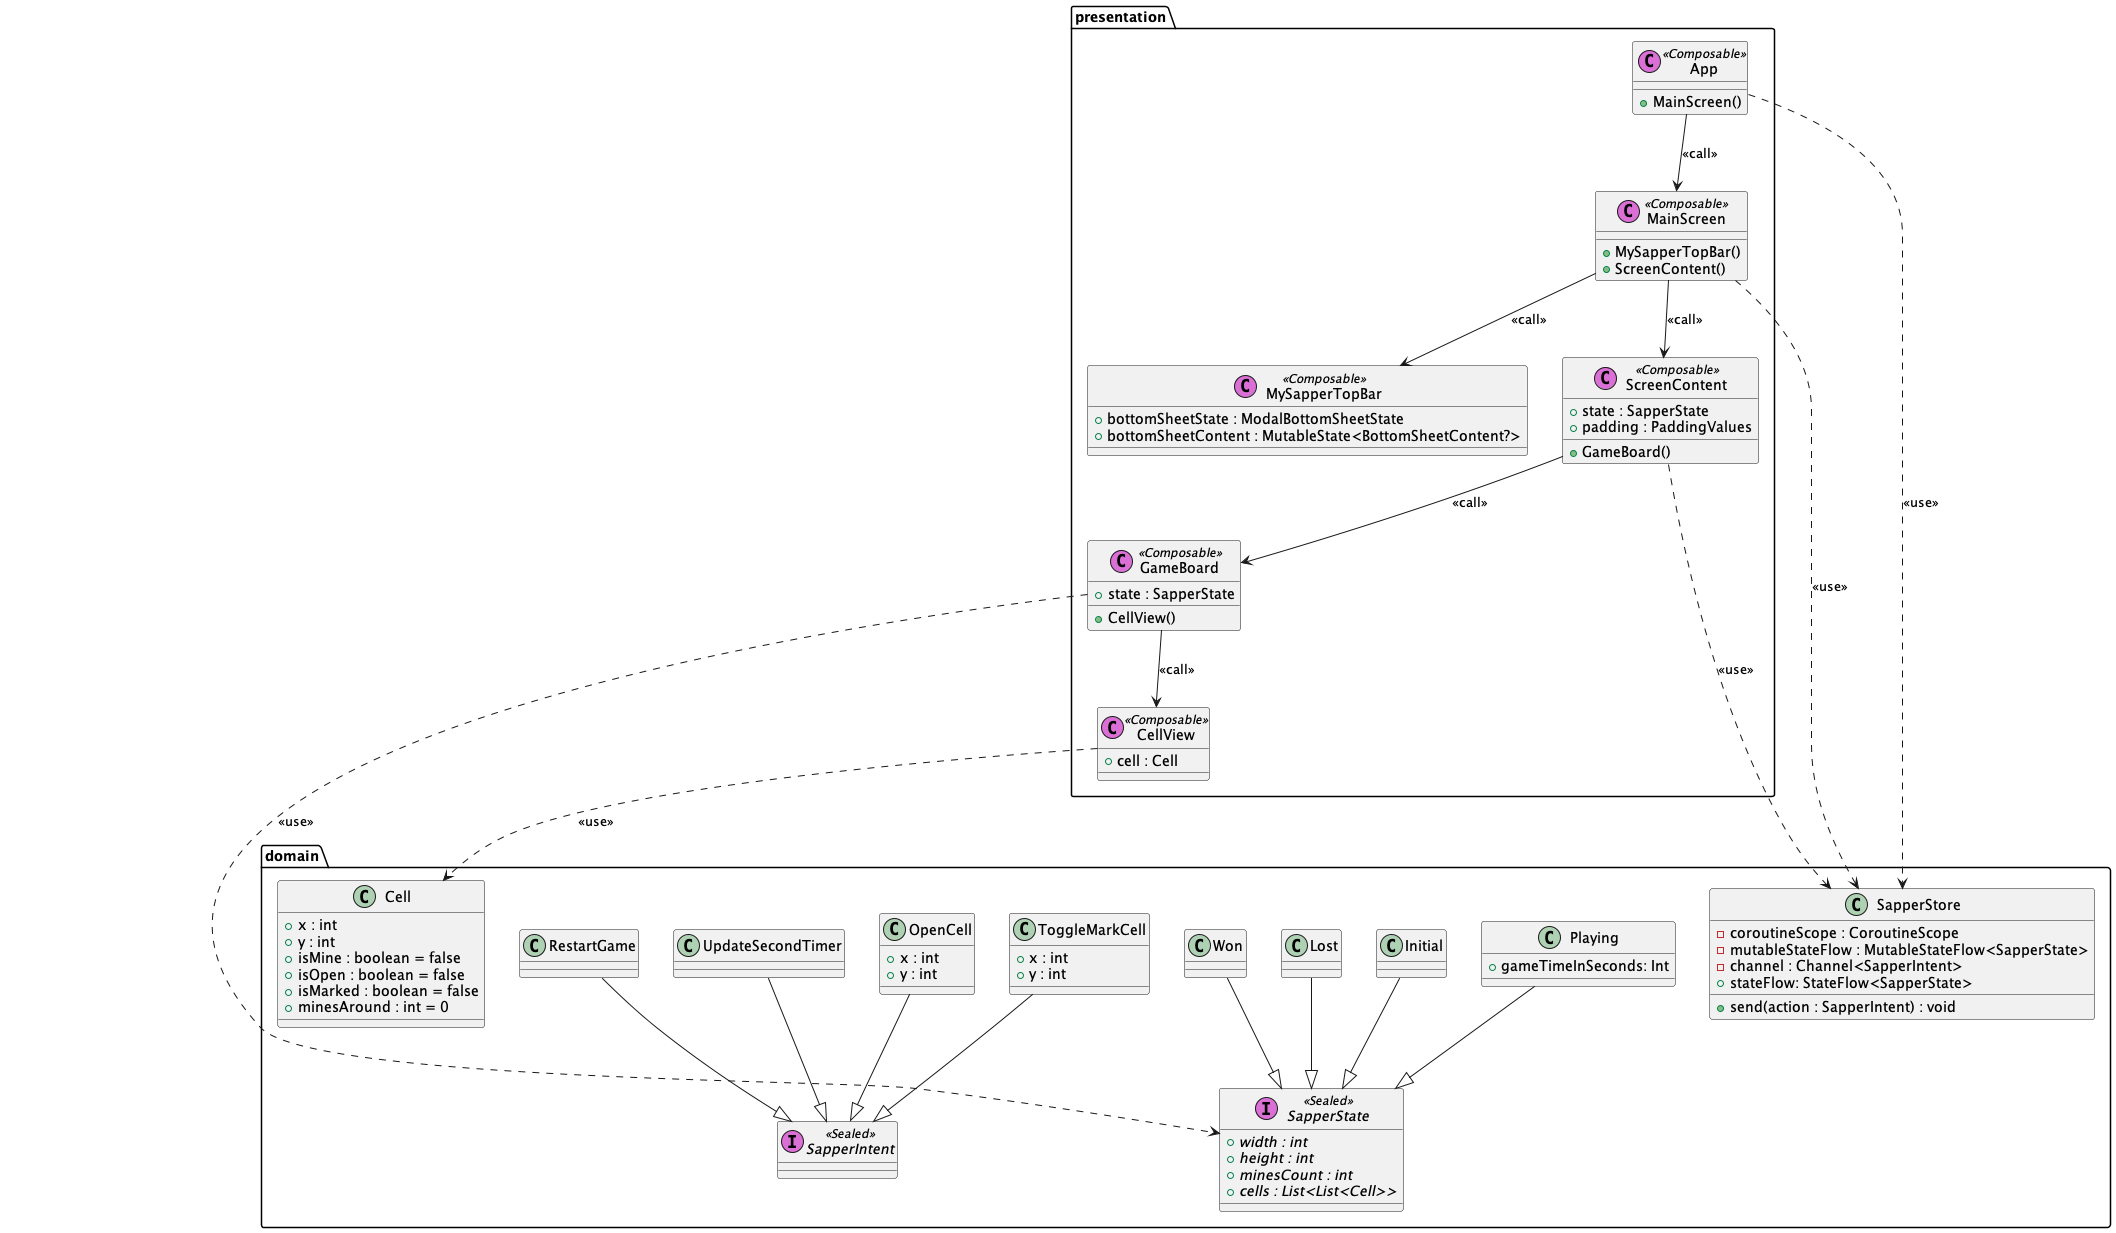 presentation
C «Composable»
App
MainScreen()
«call»
C «Composable»
MainScreen
MySapperTopBar()
ScreenContent()
«call»
«call»
C «Composable»
MySapperTopBar
bottomSheetState : ModalBottomSheetState
bottomSheetContent : MutableState<BottomSheetContent?>
C «Composable»
ScreenContent
state : SapperState
padding : PaddingValues
GameBoard()
«call»
«use»
C «Composable»
GameBoard
state : SapperState
CellView()
«use»
«call»
«use»
C «Composable»
CellView
cell : Cell
«use»
«use»
domain
C Cell
x : int
y : int
isMine : boolean = false
isOpen : boolean = false
isMarked : boolean = false
minesAround : int = 0
C RestartGame
C UpdateSecondTimer
C OpenCell
x : int
y : int
C ToggleMarkCell
x : int
y : int
C Won
C Lost
C Initial
C Playing
gameTimeInSeconds: Int
C SapperStore
coroutineScope : CoroutineScope
mutableStateFlow : MutableStateFlow<SapperState>
channel : Channel<SapperIntent>
stateFlow: StateFlow<SapperState>
send(action : SapperIntent) : void
I «Sealed»
SapperIntent
I «Sealed»
SapperState
width : int
height : int
minesCount : int
cells : List<List<Cell>>